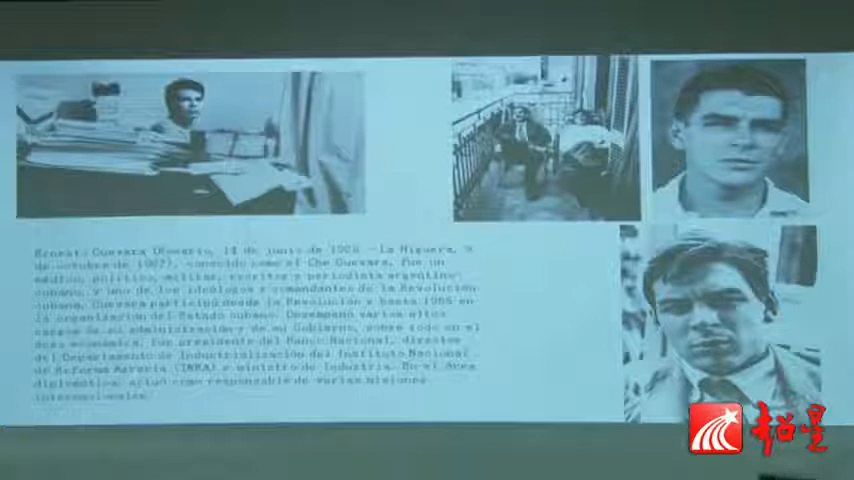 Ernesto Guevara (Rosario, 14 de junio de 1928 -La Higuera, 9
de octubre de 1967), conocido como el Che Guevara, fue un
médico, político, militar, escritor y periodista argentino-
cubano, y uno de los ideólogos y comandantes de la Revolución
cubana. Guevara participó desde la Revolución y hasta 1965 en
la organización del Estado cubano. Desempeñó varios altos
cargos de su administración y de su Gobierno, sobre todo en el
área económica. Fue presidente del Banco Nacional, director
del Departamento de Industrialización del Instituto Nacional
de Reforma Agraria (INRA) y ministro de Industria. En el área
diplomática, actuó como responsable de varias misiones
internacionales.
超星